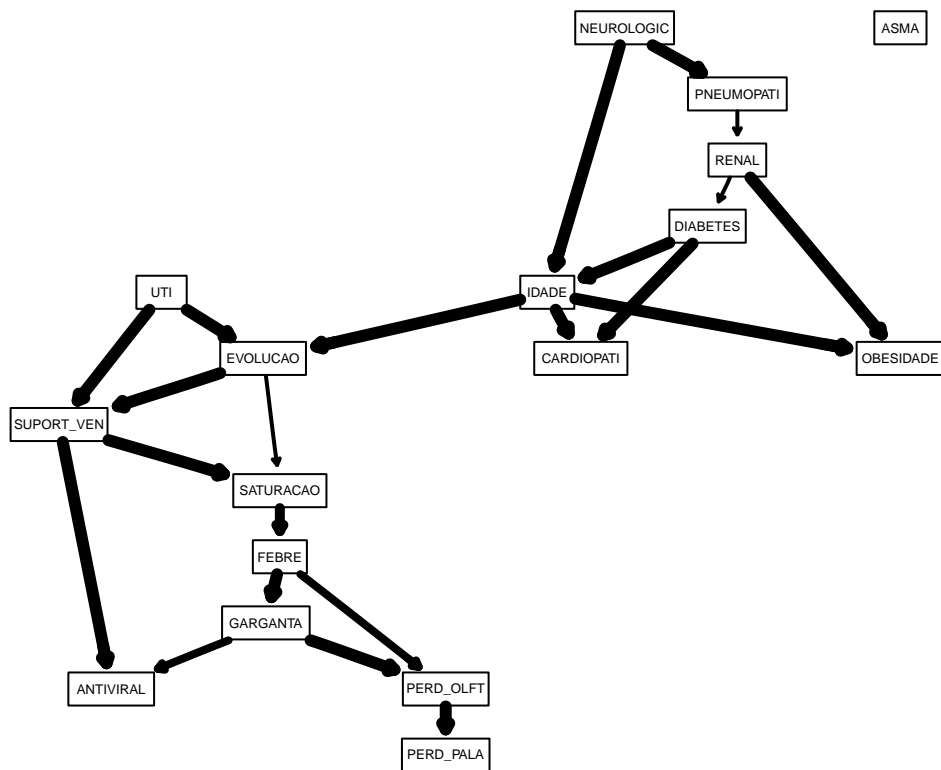 NEUROLOGIC
ASMA
PNEUMOPATI
RENAL
DIABETES
UTI
IDADE
EVOLUCAO
CARDIOPATI
OBESIDADE
SUPORT_VEN
SATURACAO
FEBRE
GARGANTA
ANTIVIRAL
PERD_OLFT
PERD_PALA